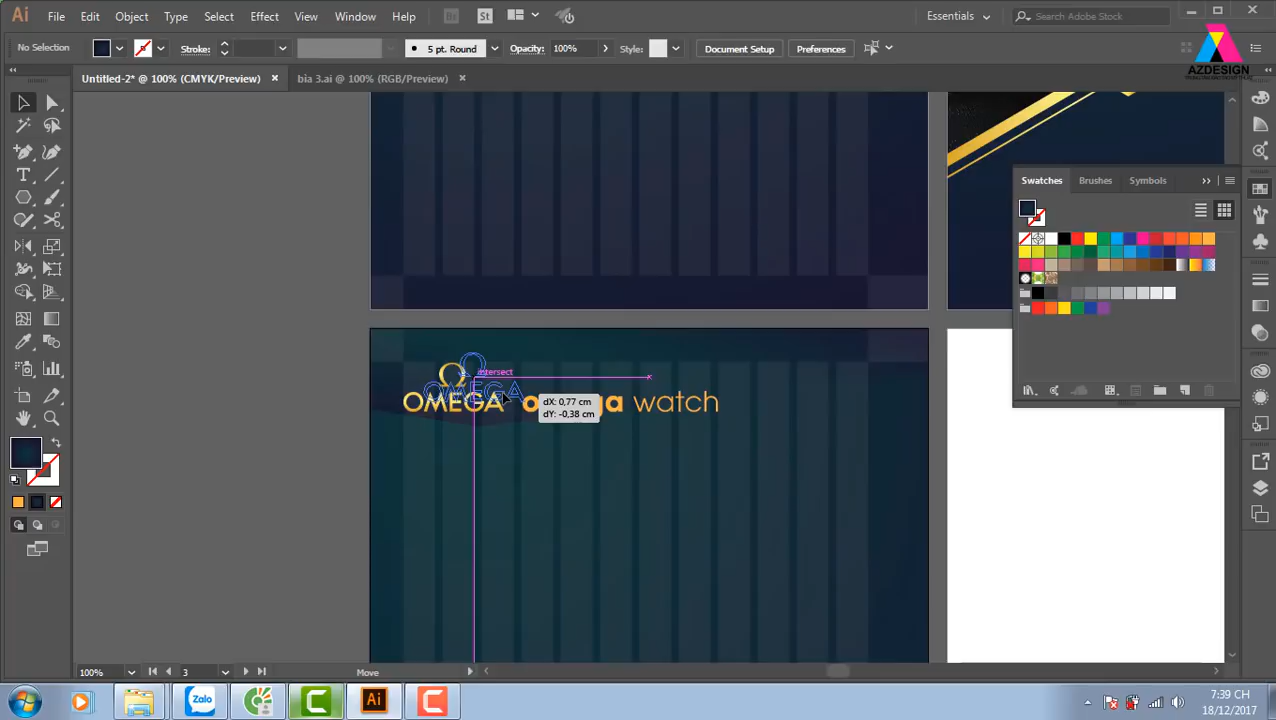 Ai File Edit Object Type Select Effect View Window Help Br St Essentials Search Adobe Stock
No Selection Stroke: 5 pt. Round Opacity: 100% Style: Document Setup Preferences
AZDESIGN
Untitled-2* @ 100% (CMYK/Preview) × bia 3.ai @ 100% (RGB/Preview) ×
Swatches Brushes Symbols
Ω
intersect
OMEGA
OMEGA watch
dX: 0,77 cm
dY: -0,38 cm
100% 3 Move
Zalo Ai 7:39 CH
18/12/2017